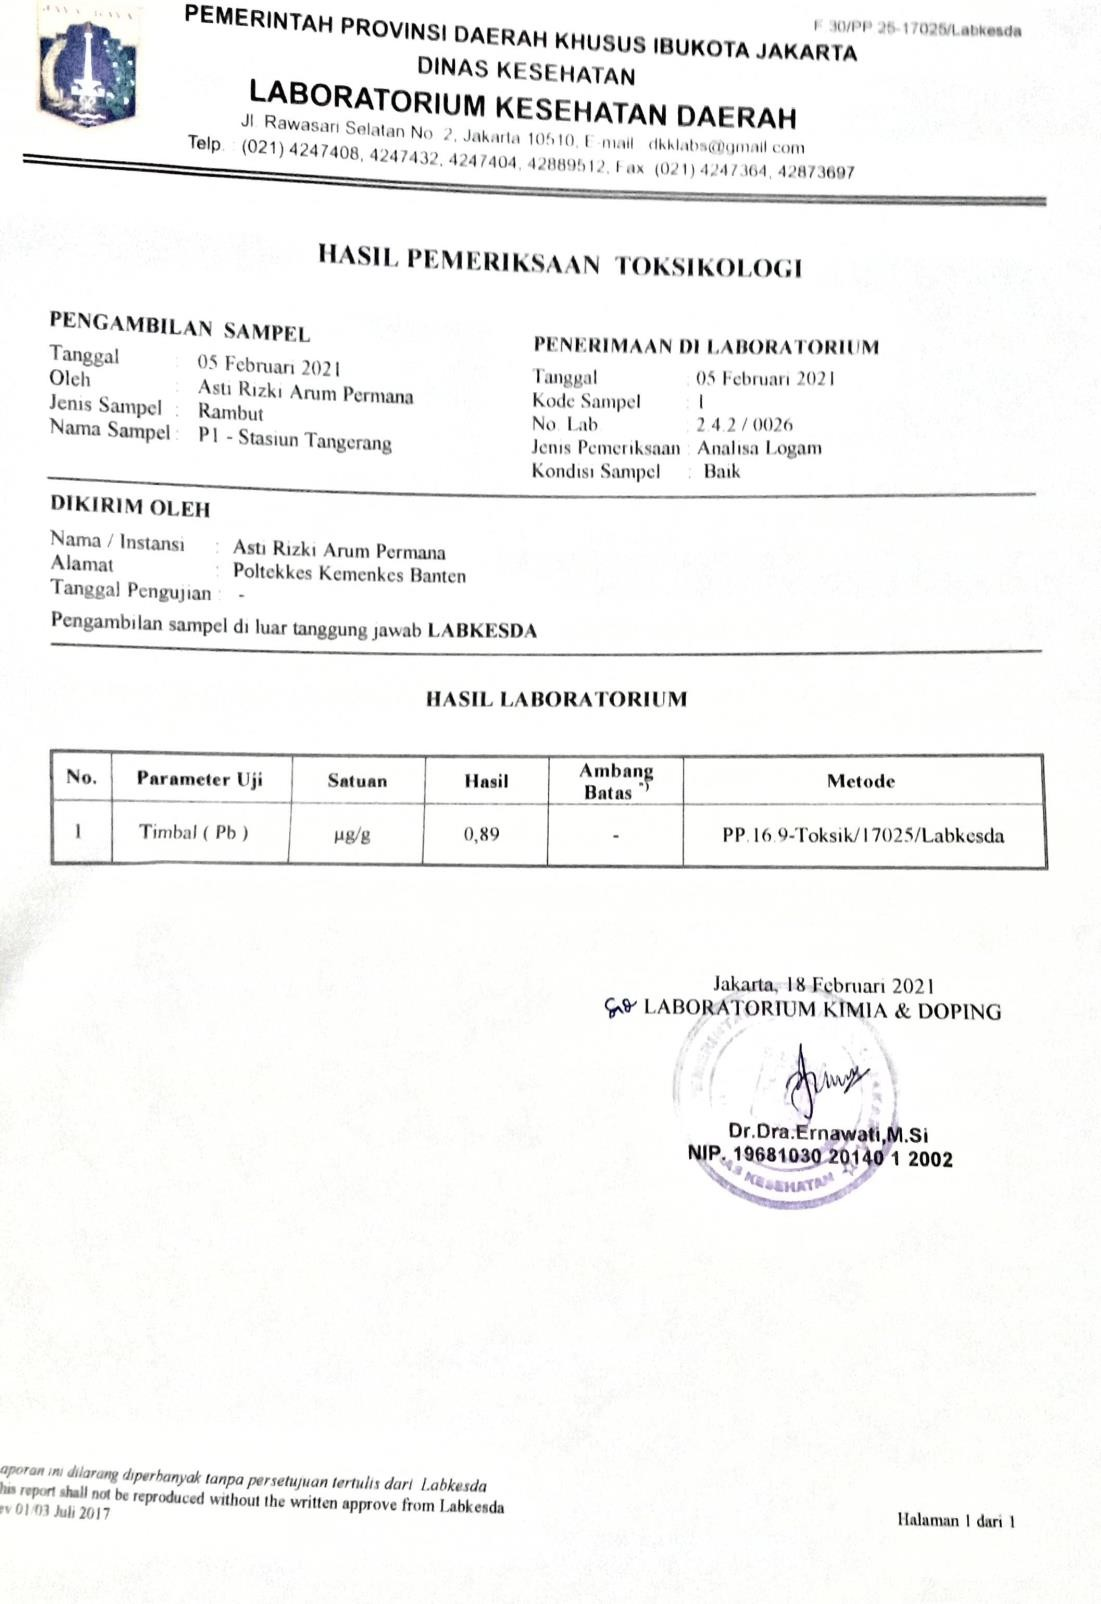 JAYA RAYA
F 30/PP 25-17025/Labkesda
PEMERINTAH PROVINSI DAERAH KHUSUS IBUKOTA JAKARTA
DINAS KESEHATAN
LABORATORIUM KESEHATAN DAERAH
Jl. Rawasari Selatan No. 2, Jakarta 10510, E-mail dkklabs@gmail.com
Telp. : (021) 4247408, 4247432, 4247404, 42889512, Fax (021) 4247364, 42873697
HASIL PEMERIKSAAN TOKSIKOLOGI
PENGAMBILAN SAMPEL
Tanggal : 05 Februari 2021
Oleh : Asti Rizki Arum Permana
Jenis Sampel : Rambut
Nama Sampel : P1 - Stasiun Tangerang
PENERIMAAN DI LABORATORIUM
Tanggal : 05 Februari 2021
Kode Sampel : 1
No. Lab : 2.4.2 / 0026
Jenis Pemeriksaan : Analisa Logam
Kondisi Sampel : Baik
DIKIRIM OLEH
Nama / Instansi : Asti Rizki Arum Permana
Alamat : Poltekkes Kemenkes Banten
Tanggal Pengujian : -
Pengambilan sampel di luar tanggung jawab LABKESDA
HASIL LABORATORIUM
No. Parameter Uji Satuan Hasil Ambang Batas *) Metode
1 Timbal ( Pb ) µg/g 0,89 - PP.16.9-Toksik/17025/Labkesda
Jakarta, 18 Februari 2021
LABORATORIUM KIMIA & DOPING
Dr.Dra.Ernawati,M.Si
NIP. 19681030 20140 1 2002
KESEHATAN
aporan ini dilarang diperbanyak tanpa persetujuan tertulis dari Labkesda
his report shall not be reproduced without the written approve from Labkesda
ev 01/03 Juli 2017
Halaman 1 dari 1